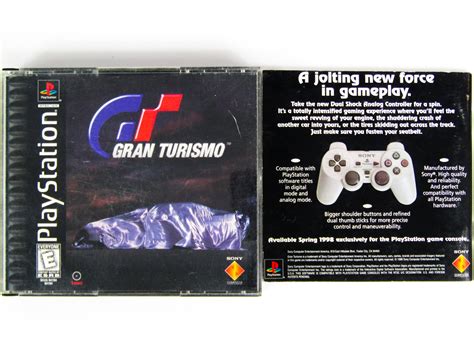 PlayStation
PlayStation
GT
GRAN TURISMO
EVERYONE
E
SONY
A jolting new force
in gameplay.
Take the new Dual Shock Analog Controller for a spin.
It's a totally intensified gaming experience where you'll feel the
sweet revving of your engine, the shuddering crash of
another car into yours, or the tires skidding out across the track.
Just make sure you fasten your seatbelt.
Compatible with
PlayStation
software titles
in digital
mode and
analog mode.
SONY
Manufactured by
Sony®. High quality
and reliability.
And perfect
compatibility
with all PlayStation
hardware.
Bigger shoulder buttons and refined
dual thumb sticks for more precise
control and maneuverability.
Available Spring 1998 exclusively for the PlayStation game console.
SONY